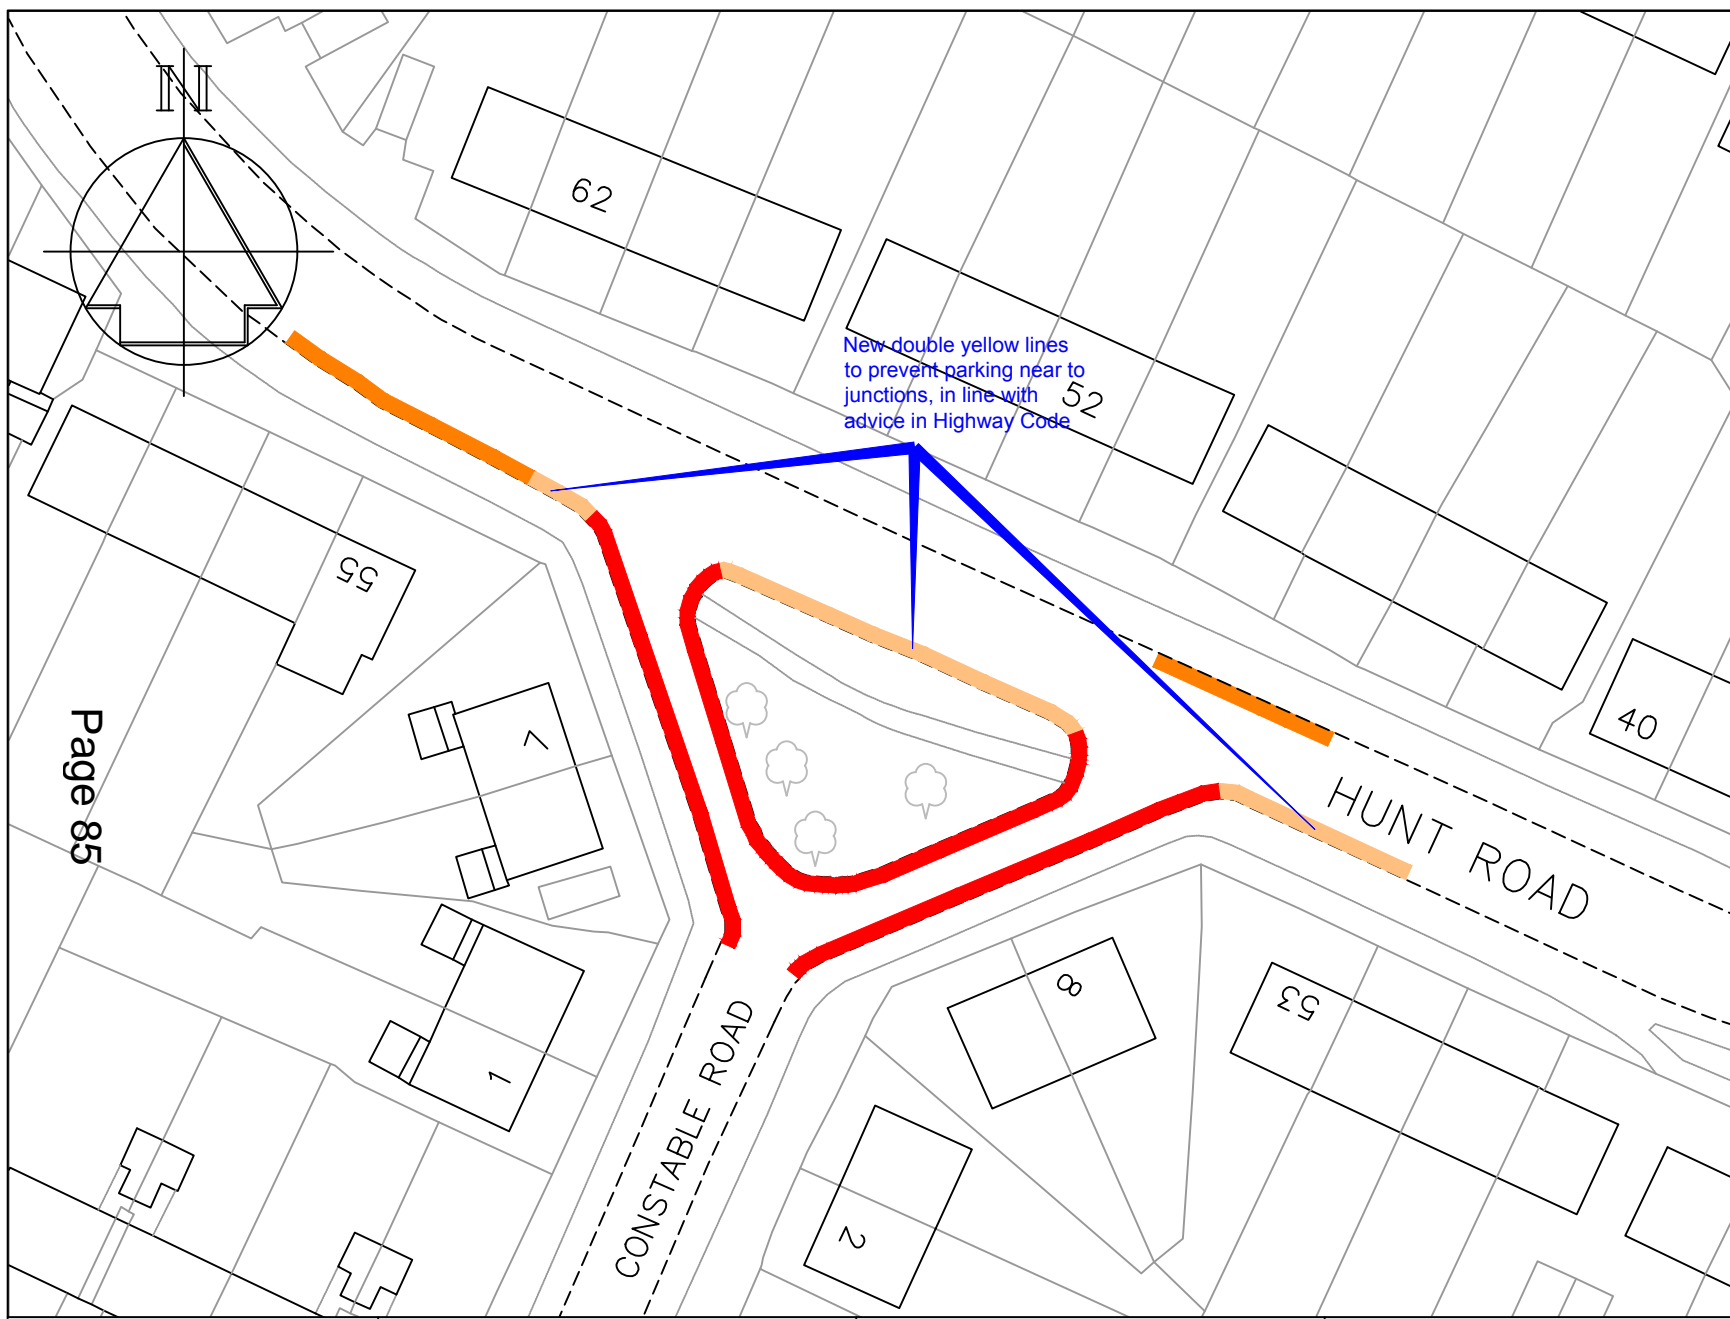 N
62
New double yellow lines
to prevent parking near to
junctions, in line with
advice in Highway Code
52
55
40
7
HUNT ROAD
Page 85
8
53
1
CONSTABLE ROAD
2